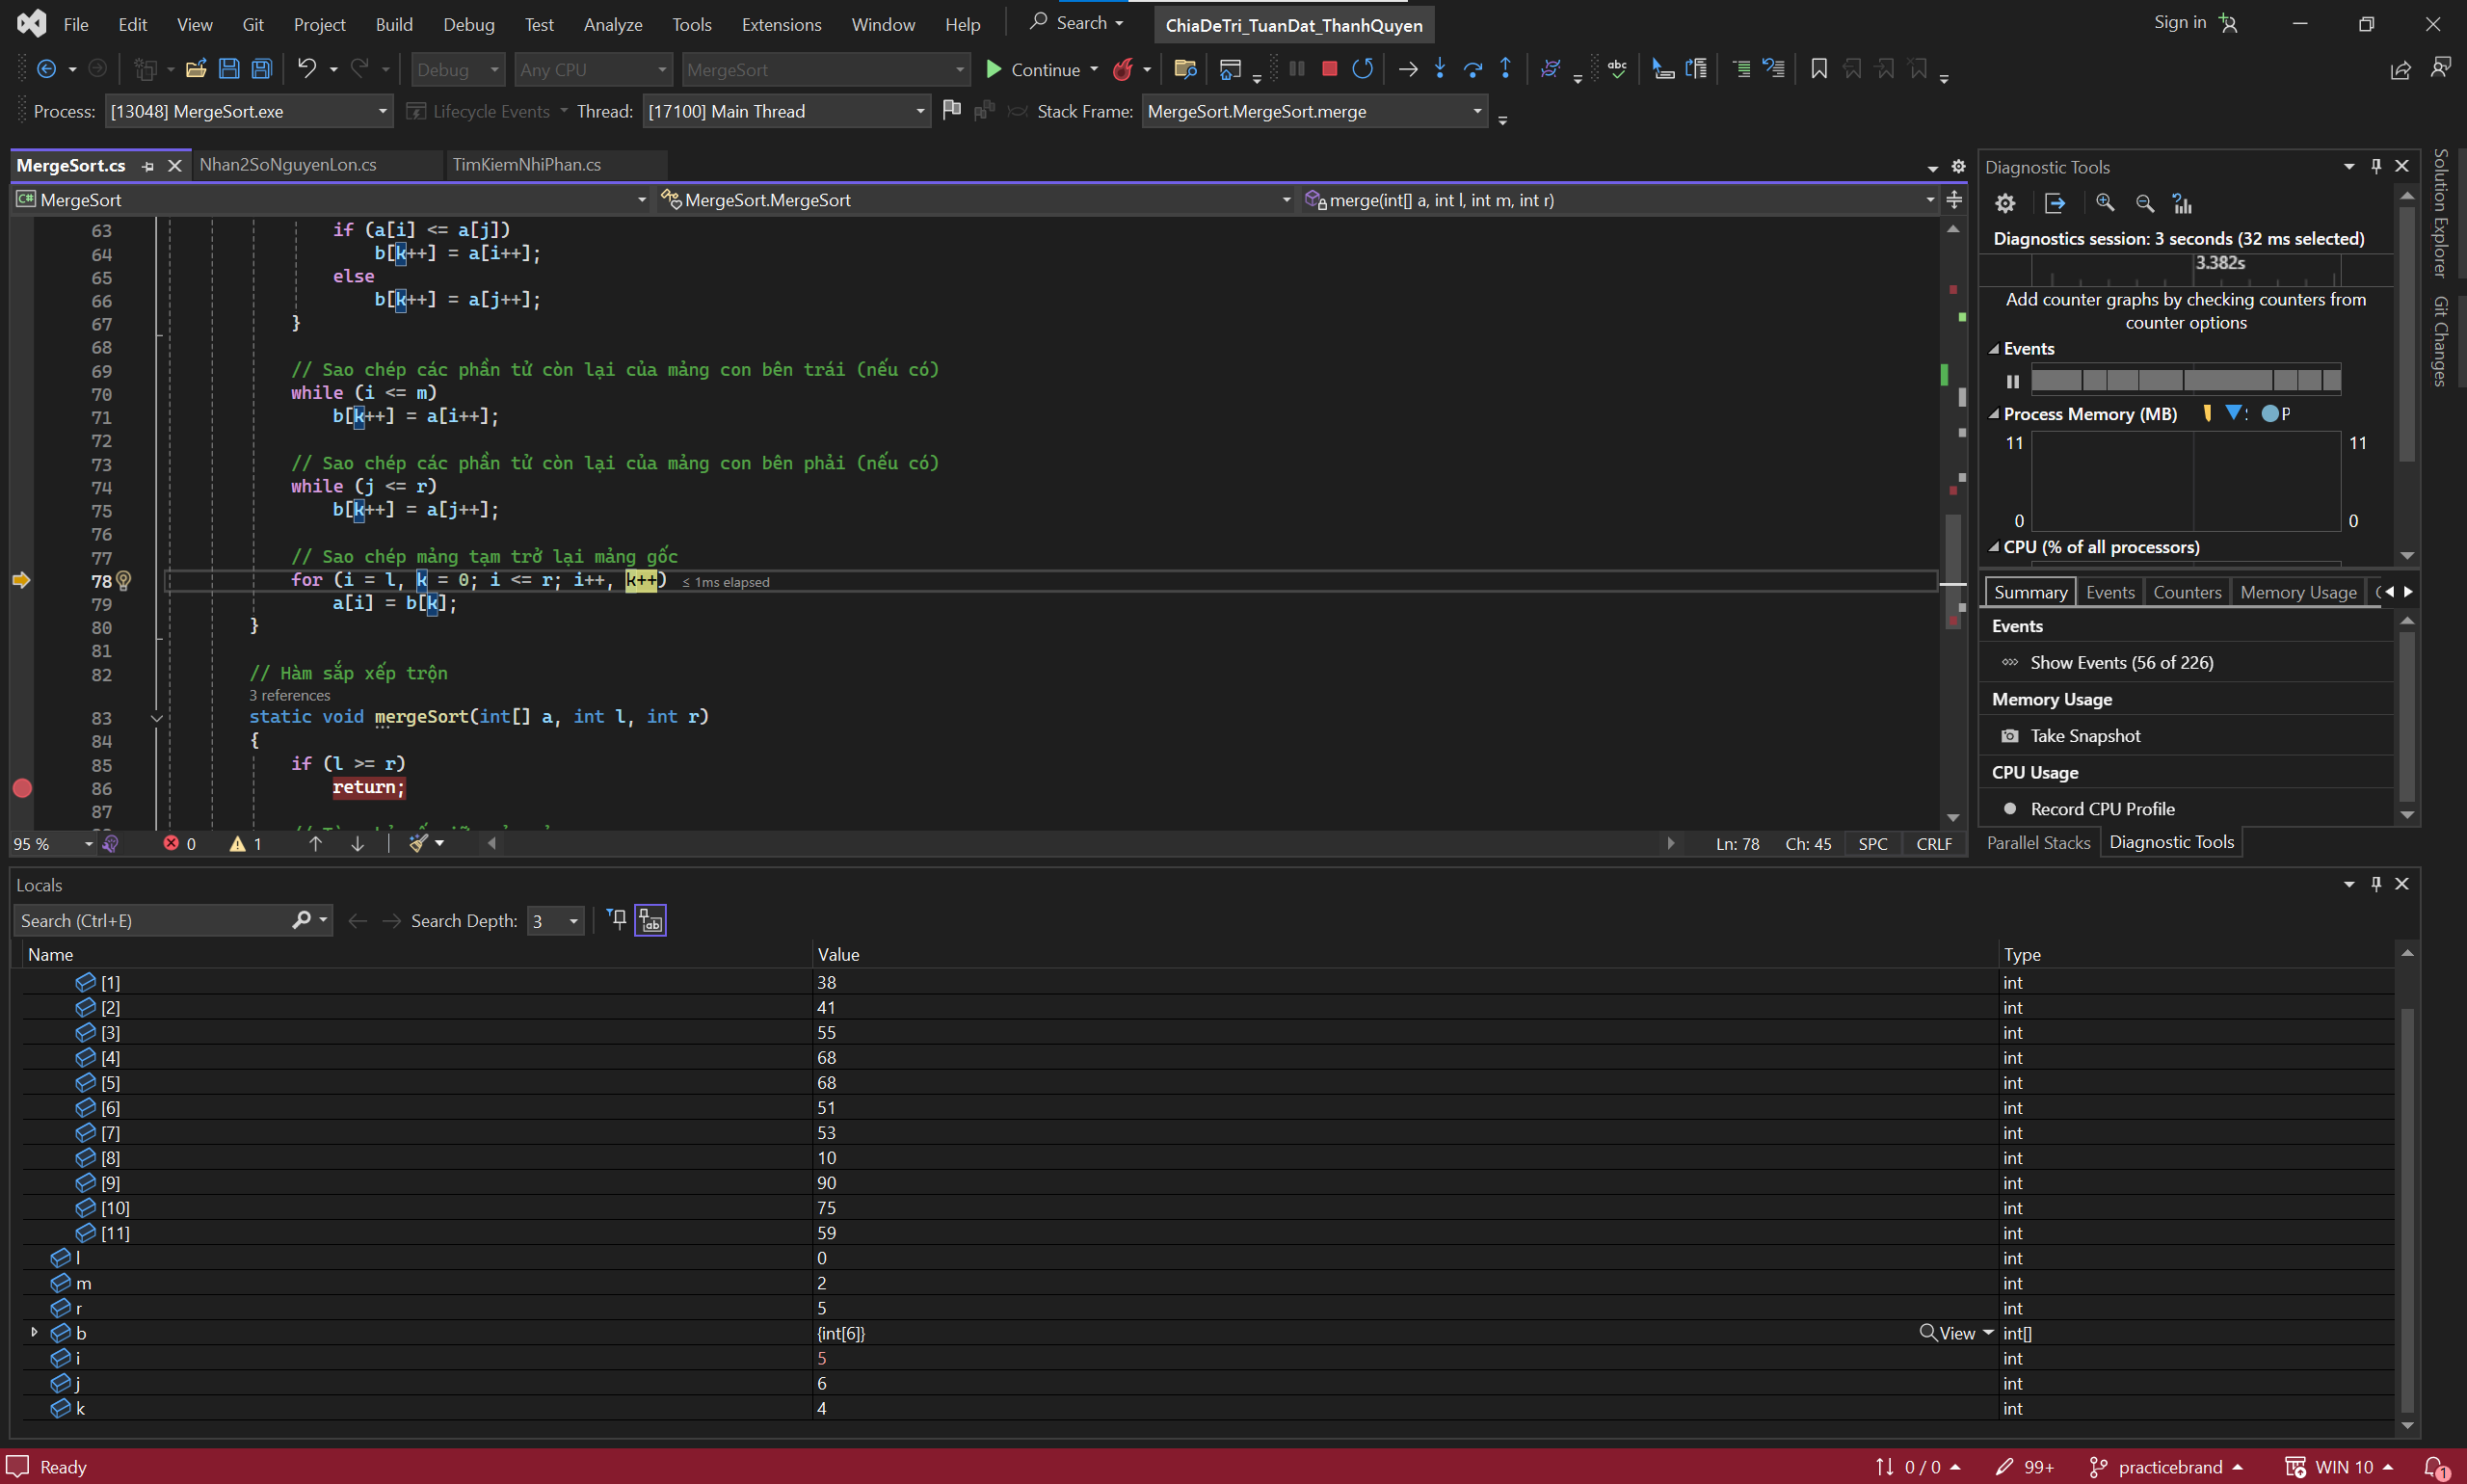 File Edit View Git Project Build Debug Test Analyze Tools Extensions Window Help Search ChiaDeTri_TuanDat_ThanhQuyen Sign in
Debug Any CPU MergeSort Continue
Process: [13048] MergeSort.exe Lifecycle Events Thread: [17100] Main Thread Stack Frame: MergeSort.MergeSort.merge
MergeSort.cs Nhan2SoNguyenLon.cs TimKiemNhiPhan.cs
MergeSort MergeSort.MergeSort merge(int[] a, int l, int m, int r)
63 if (a[i] <= a[j])
64 b[k++] = a[i++];
65 else
66 b[k++] = a[j++];
67 }
68
69 // Sao chép các phần tử còn lại của mảng con bên trái (nếu có)
70 while (i <= m)
71 b[k++] = a[i++];
72
73 // Sao chép các phần tử còn lại của mảng con bên phải (nếu có)
74 while (j <= r)
75 b[k++] = a[j++];
76
77 // Sao chép mảng tạm trở lại mảng gốc
78 for (i = l, k = 0; i <= r; i++, k++) ≤ 1ms elapsed
79 a[i] = b[k];
80 }
81
82 // Hàm sắp xếp trộn
3 references
83 static void mergeSort(int[] a, int l, int r)
84 {
85 if (l >= r)
86 return;
87
95 % 0 1 Ln: 78 Ch: 45 SPC CRLF
Diagnostic Tools
Diagnostics session: 3 seconds (32 ms selected)
3.382s
Add counter graphs by checking counters from
counter options
Events
Process Memory (MB) P
11 11
0 0
CPU (% of all processors)
Summary Events Counters Memory Usage
Events
Show Events (56 of 226)
Memory Usage
Take Snapshot
CPU Usage
Record CPU Profile
Parallel Stacks Diagnostic Tools
Solution Explorer
Git Changes
Locals
Search (Ctrl+E) Search Depth: 3
Name Value Type
[1] 38 int
[2] 41 int
[3] 55 int
[4] 68 int
[5] 68 int
[6] 51 int
[7] 53 int
[8] 10 int
[9] 90 int
[10] 75 int
[11] 59 int
l 0 int
m 2 int
r 5 int
b {int[6]} View int[]
i 5 int
j 6 int
k 4 int
Ready 0 / 0 99+ practicebrand WIN 10 1